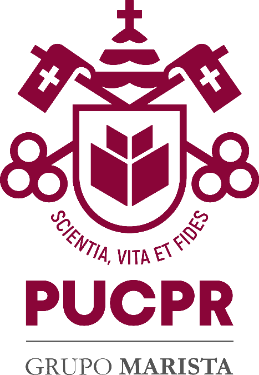 SCIENTIA, VITA ET FIDES
PUCPR
GRUPO MARISTA